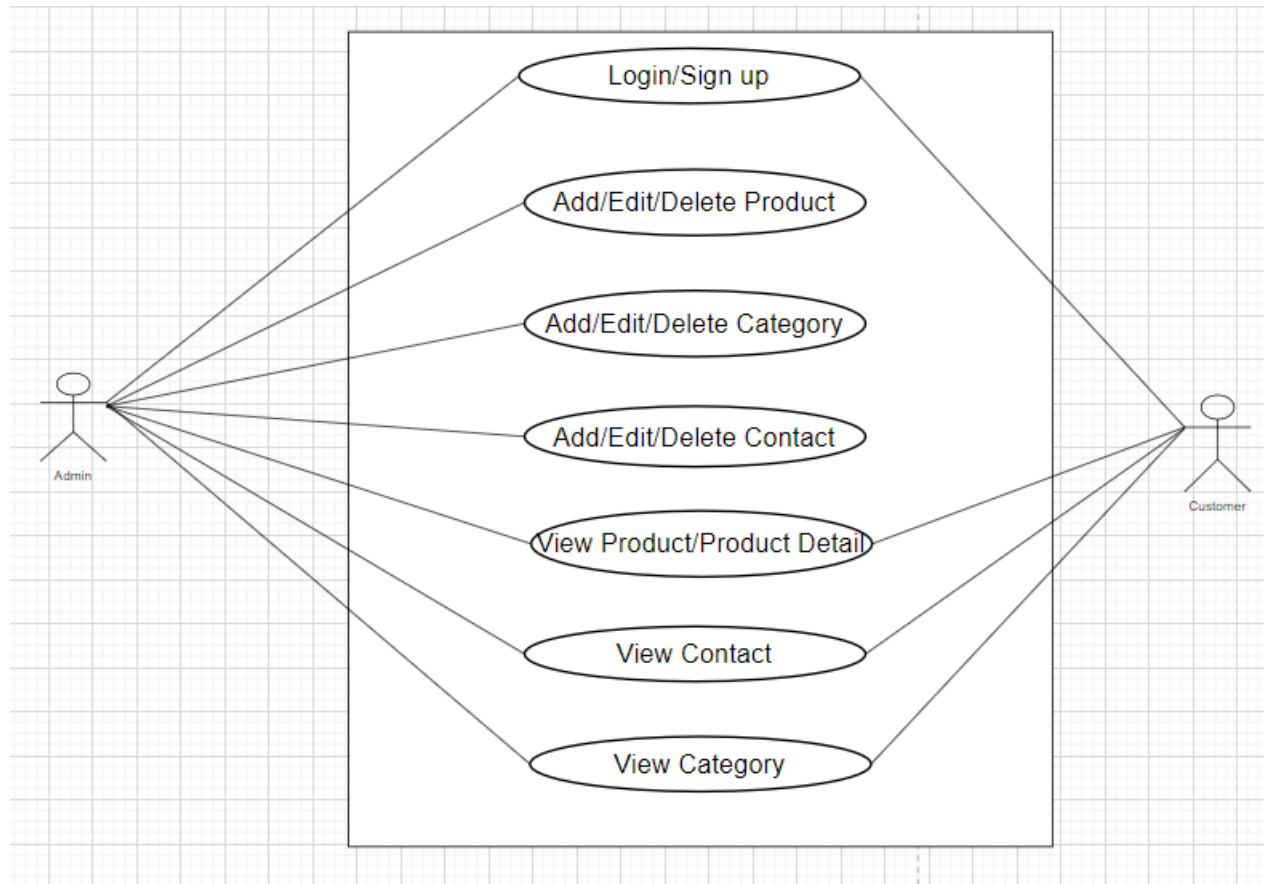 Login/Sign up
Add/Edit/Delete Product
Add/Edit/Delete Category
Add/Edit/Delete Contact
Admin
Customer
View Product/Product Detail
View Contact
View Category